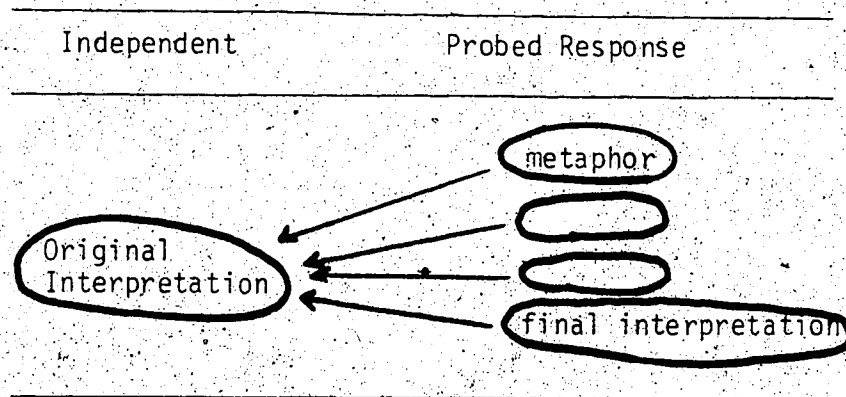 Independent Probed Response
metaphor
Original
Interpretation
final interpretation